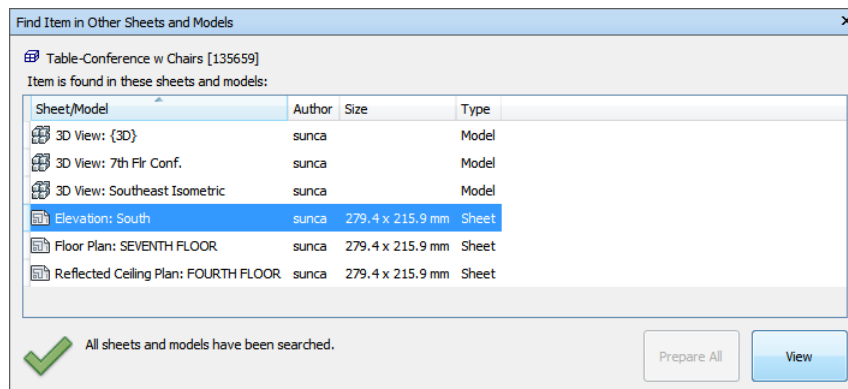 Find Item in Other Sheets and Models
Table-Conference w Chairs [135659]
Item is found in these sheets and models:
Sheet/Model Author Size Type
3D View: {3D} sunca Model
3D View: 7th Flr Conf. sunca Model
3D View: Southeast Isometric sunca Model
Elevation: South sunca 279.4 x 215.9 mm Sheet
Floor Plan: SEVENTH FLOOR sunca 279.4 x 215.9 mm Sheet
Reflected Ceiling Plan: FOURTH FLOOR sunca 279.4 x 215.9 mm Sheet
All sheets and models have been searched.
Prepare All View